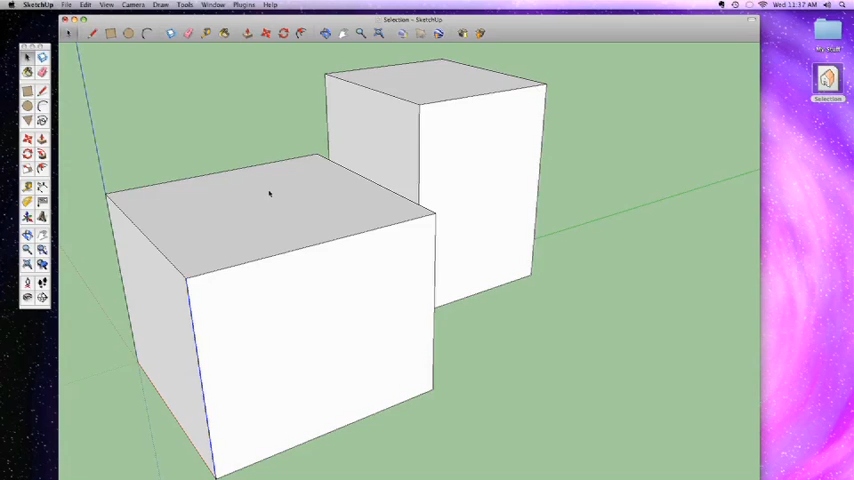 SketchUp File Edit View Camera Draw Tools Window Plugins Help
Wed 11:37 AM
Selection - SketchUp
My Stuff
Selection